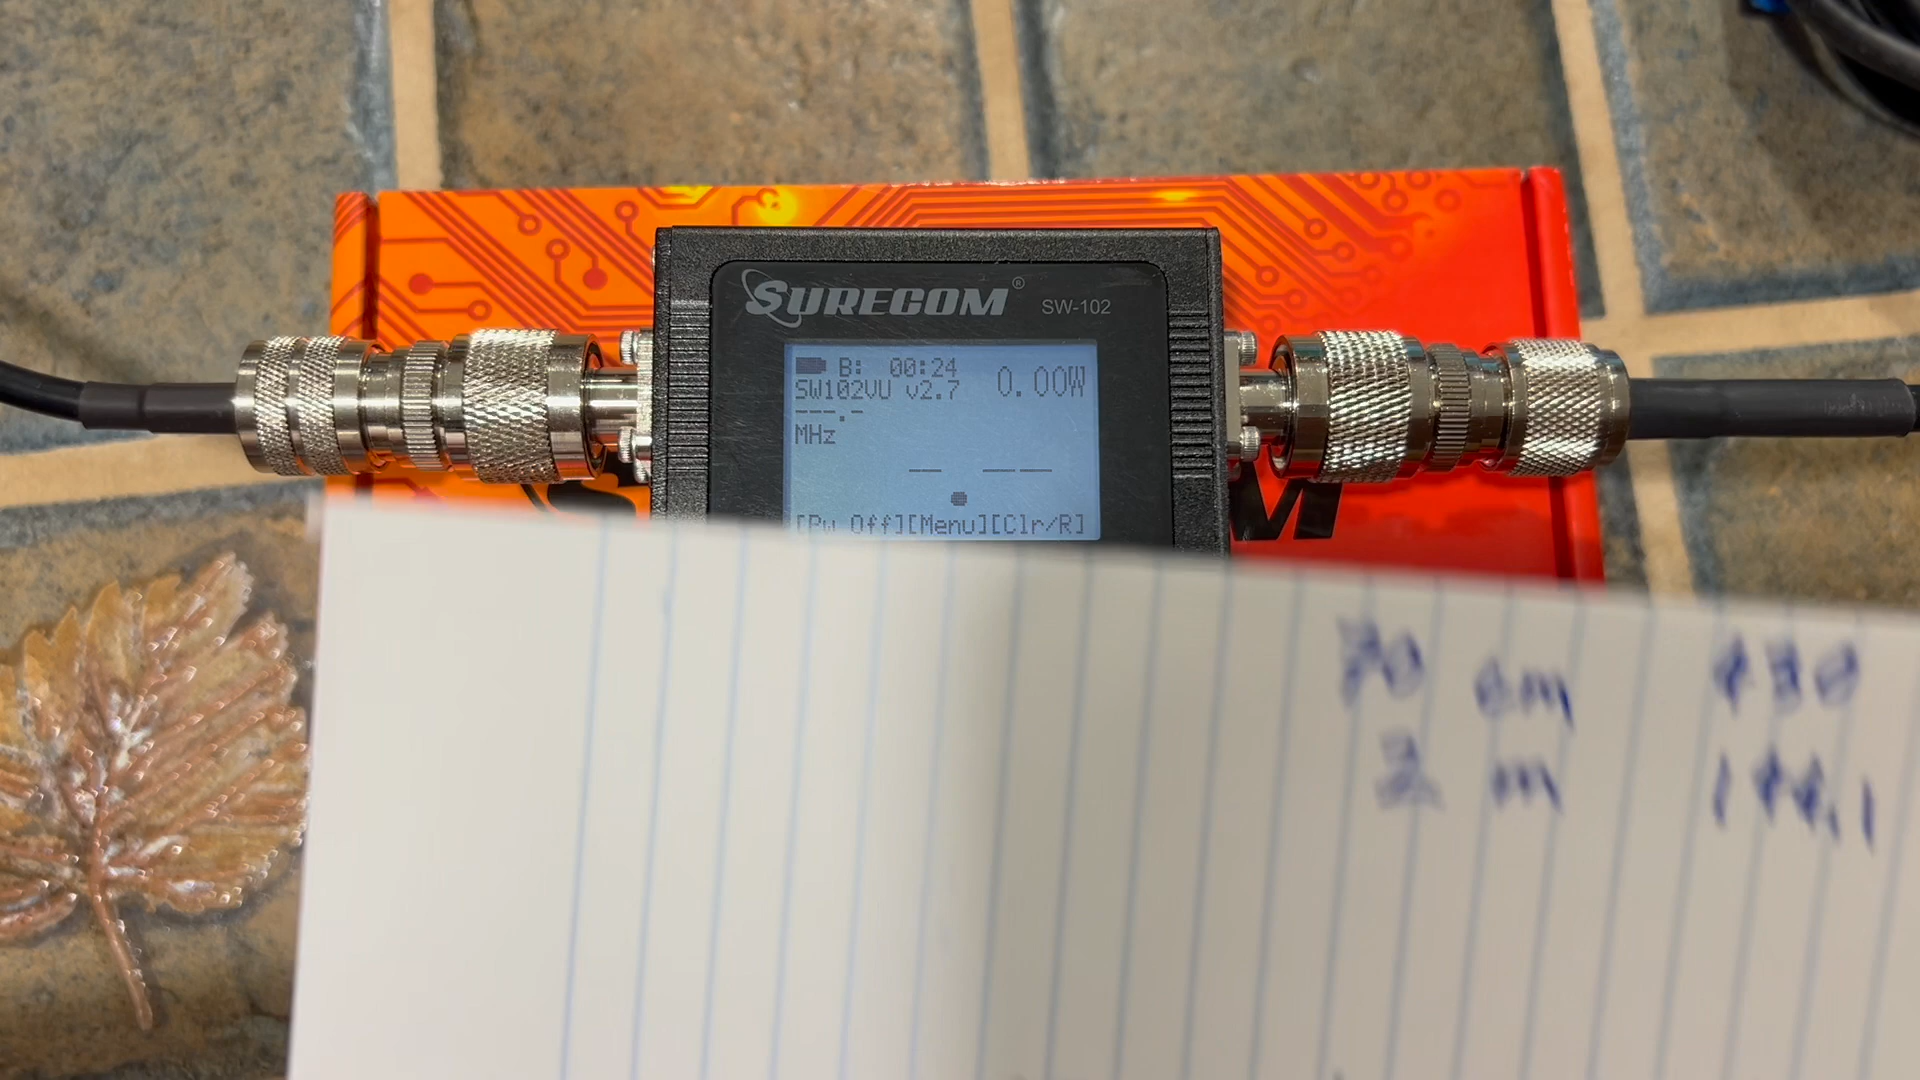 SURECOM® SW-102
B: 00:24 0.00W
SW102VU v2.7
---.-
MHz
-- . -- --
[Pw Off][Menu][Clr/R]
M
70 cm 430
2 m 144.1